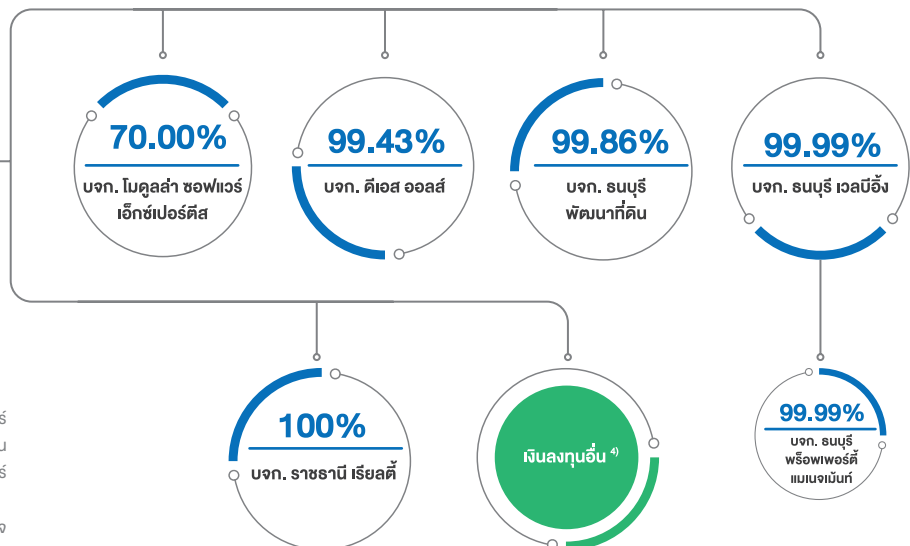 70.00%
บจก. โมดูลล่า ซอฟแวร์
เอ็กซ์เปอร์ตีส
99.43%
บจก. ดีเอส ออลส์
99.86%
บจก. ธนบุรี
พัฒนาที่ดิน
99.99%
บจก. ธนบุรี เวลบีอิ้ง
100%
บจก. ราชธานี เรียลตี้
เงินลงทุนอื่น 4)
99.99%
บจก. ธนบุรี
พร็อพเพอร์ตี้
แมเนจเม้นท์
ร์
น
ร์
จ